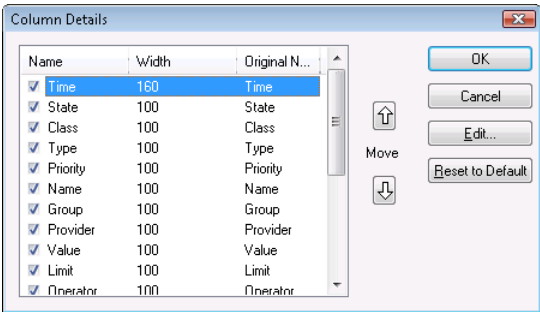 Column Details
Name Width Original N...
Time 160 Time
State 100 State
Class 100 Class
Type 100 Type
Priority 100 Priority
Name 100 Name
Group 100 Group
Provider 100 Provider
Value 100 Value
Limit 100 Limit
Operator 100 Operator
Move
OK
Cancel
Edit...
Reset to Default